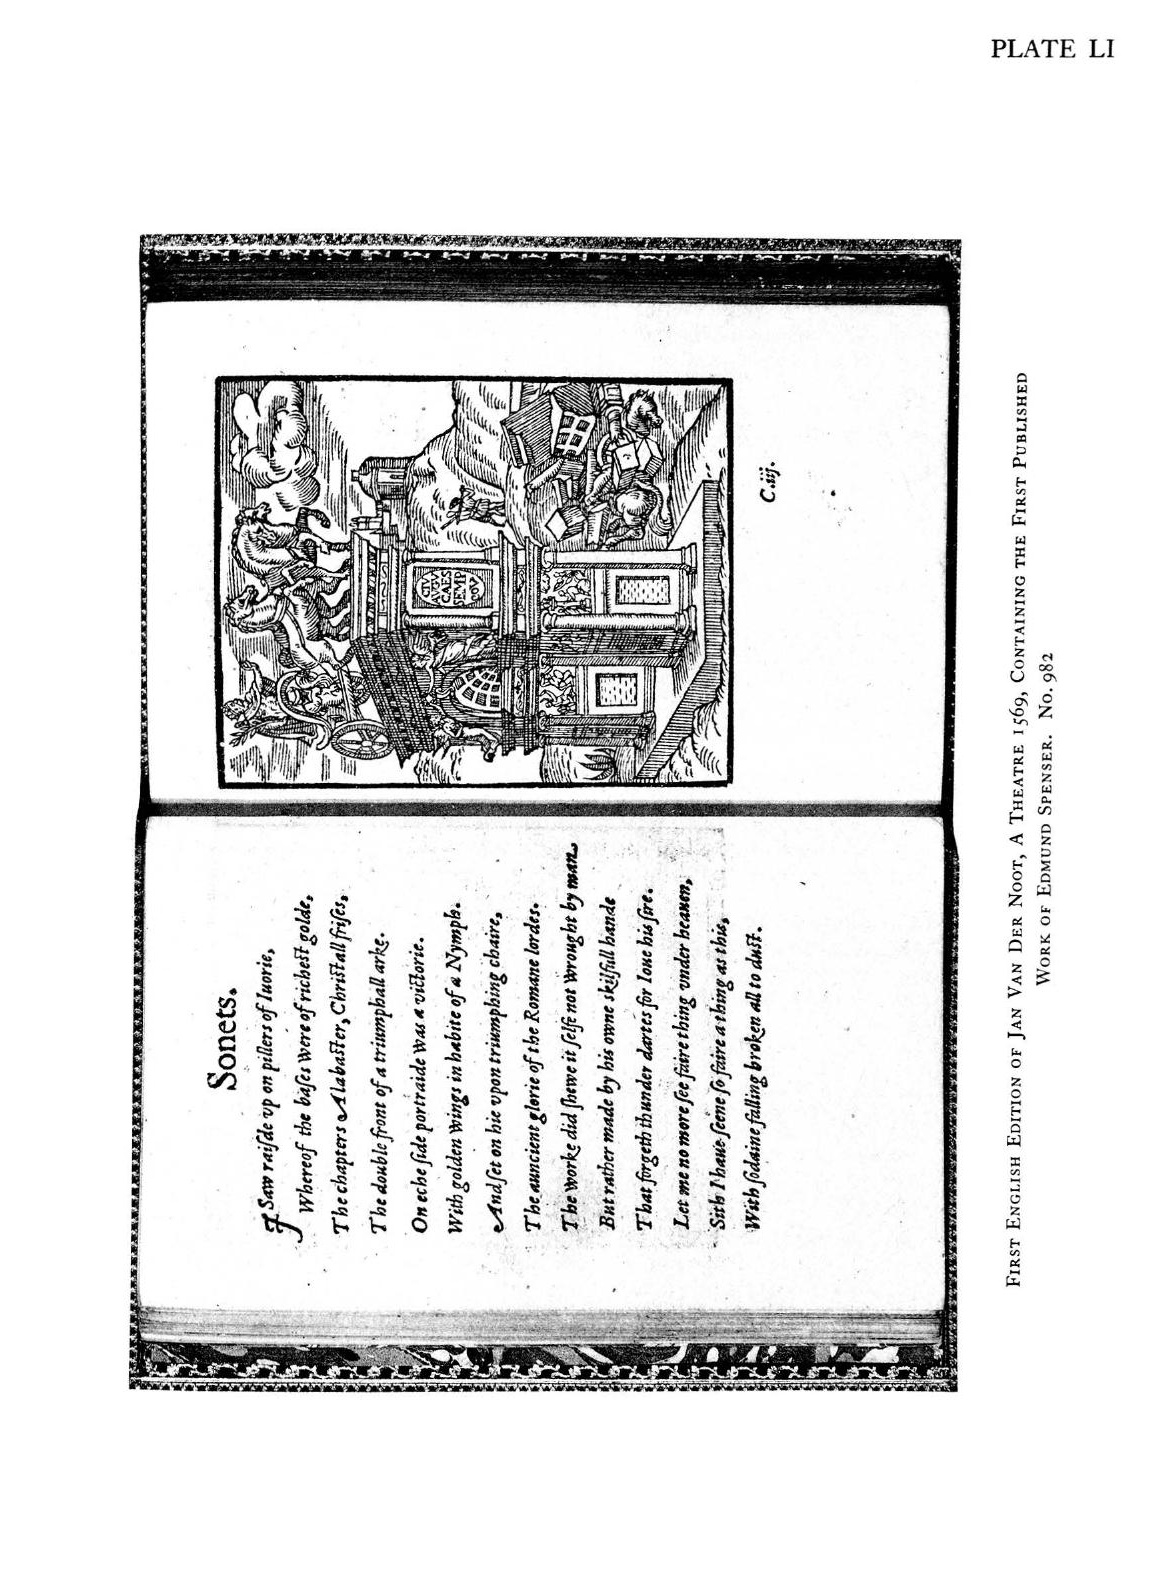 PLATE LI
Sonets.
I Saw raiſde vp on pillers of Iuorie,
Whereof the baſes were of richeſt golde,
The chapters Alabaſter, Chriſtall friſes,
The double front of a triumphall arke.
On eche ſide portraide was a victorie.
With golden wings in habite of a Nymph.
And ſet on hie vpon triumphing chaire,
The auncient glorie of the Romane lordes.
The worke did ſhewe it ſelfe not wrought by man,
But rather made by his owne skilfull hande
That forgeth thunder dartes for Ioue his ſire.
Let me no more ſee faire thing vnder heauen,
Sith I haue ſeene ſo faire a thing as this,
With ſodaine falling broken all to duſt.
CAES
SEMP
C.iij.
FIRST ENGLISH EDITION OF JAN VAN DER NOOT, A THEATRE 1569, CONTAINING THE FIRST PUBLISHED
WORK OF EDMUND SPENSER. NO. 982